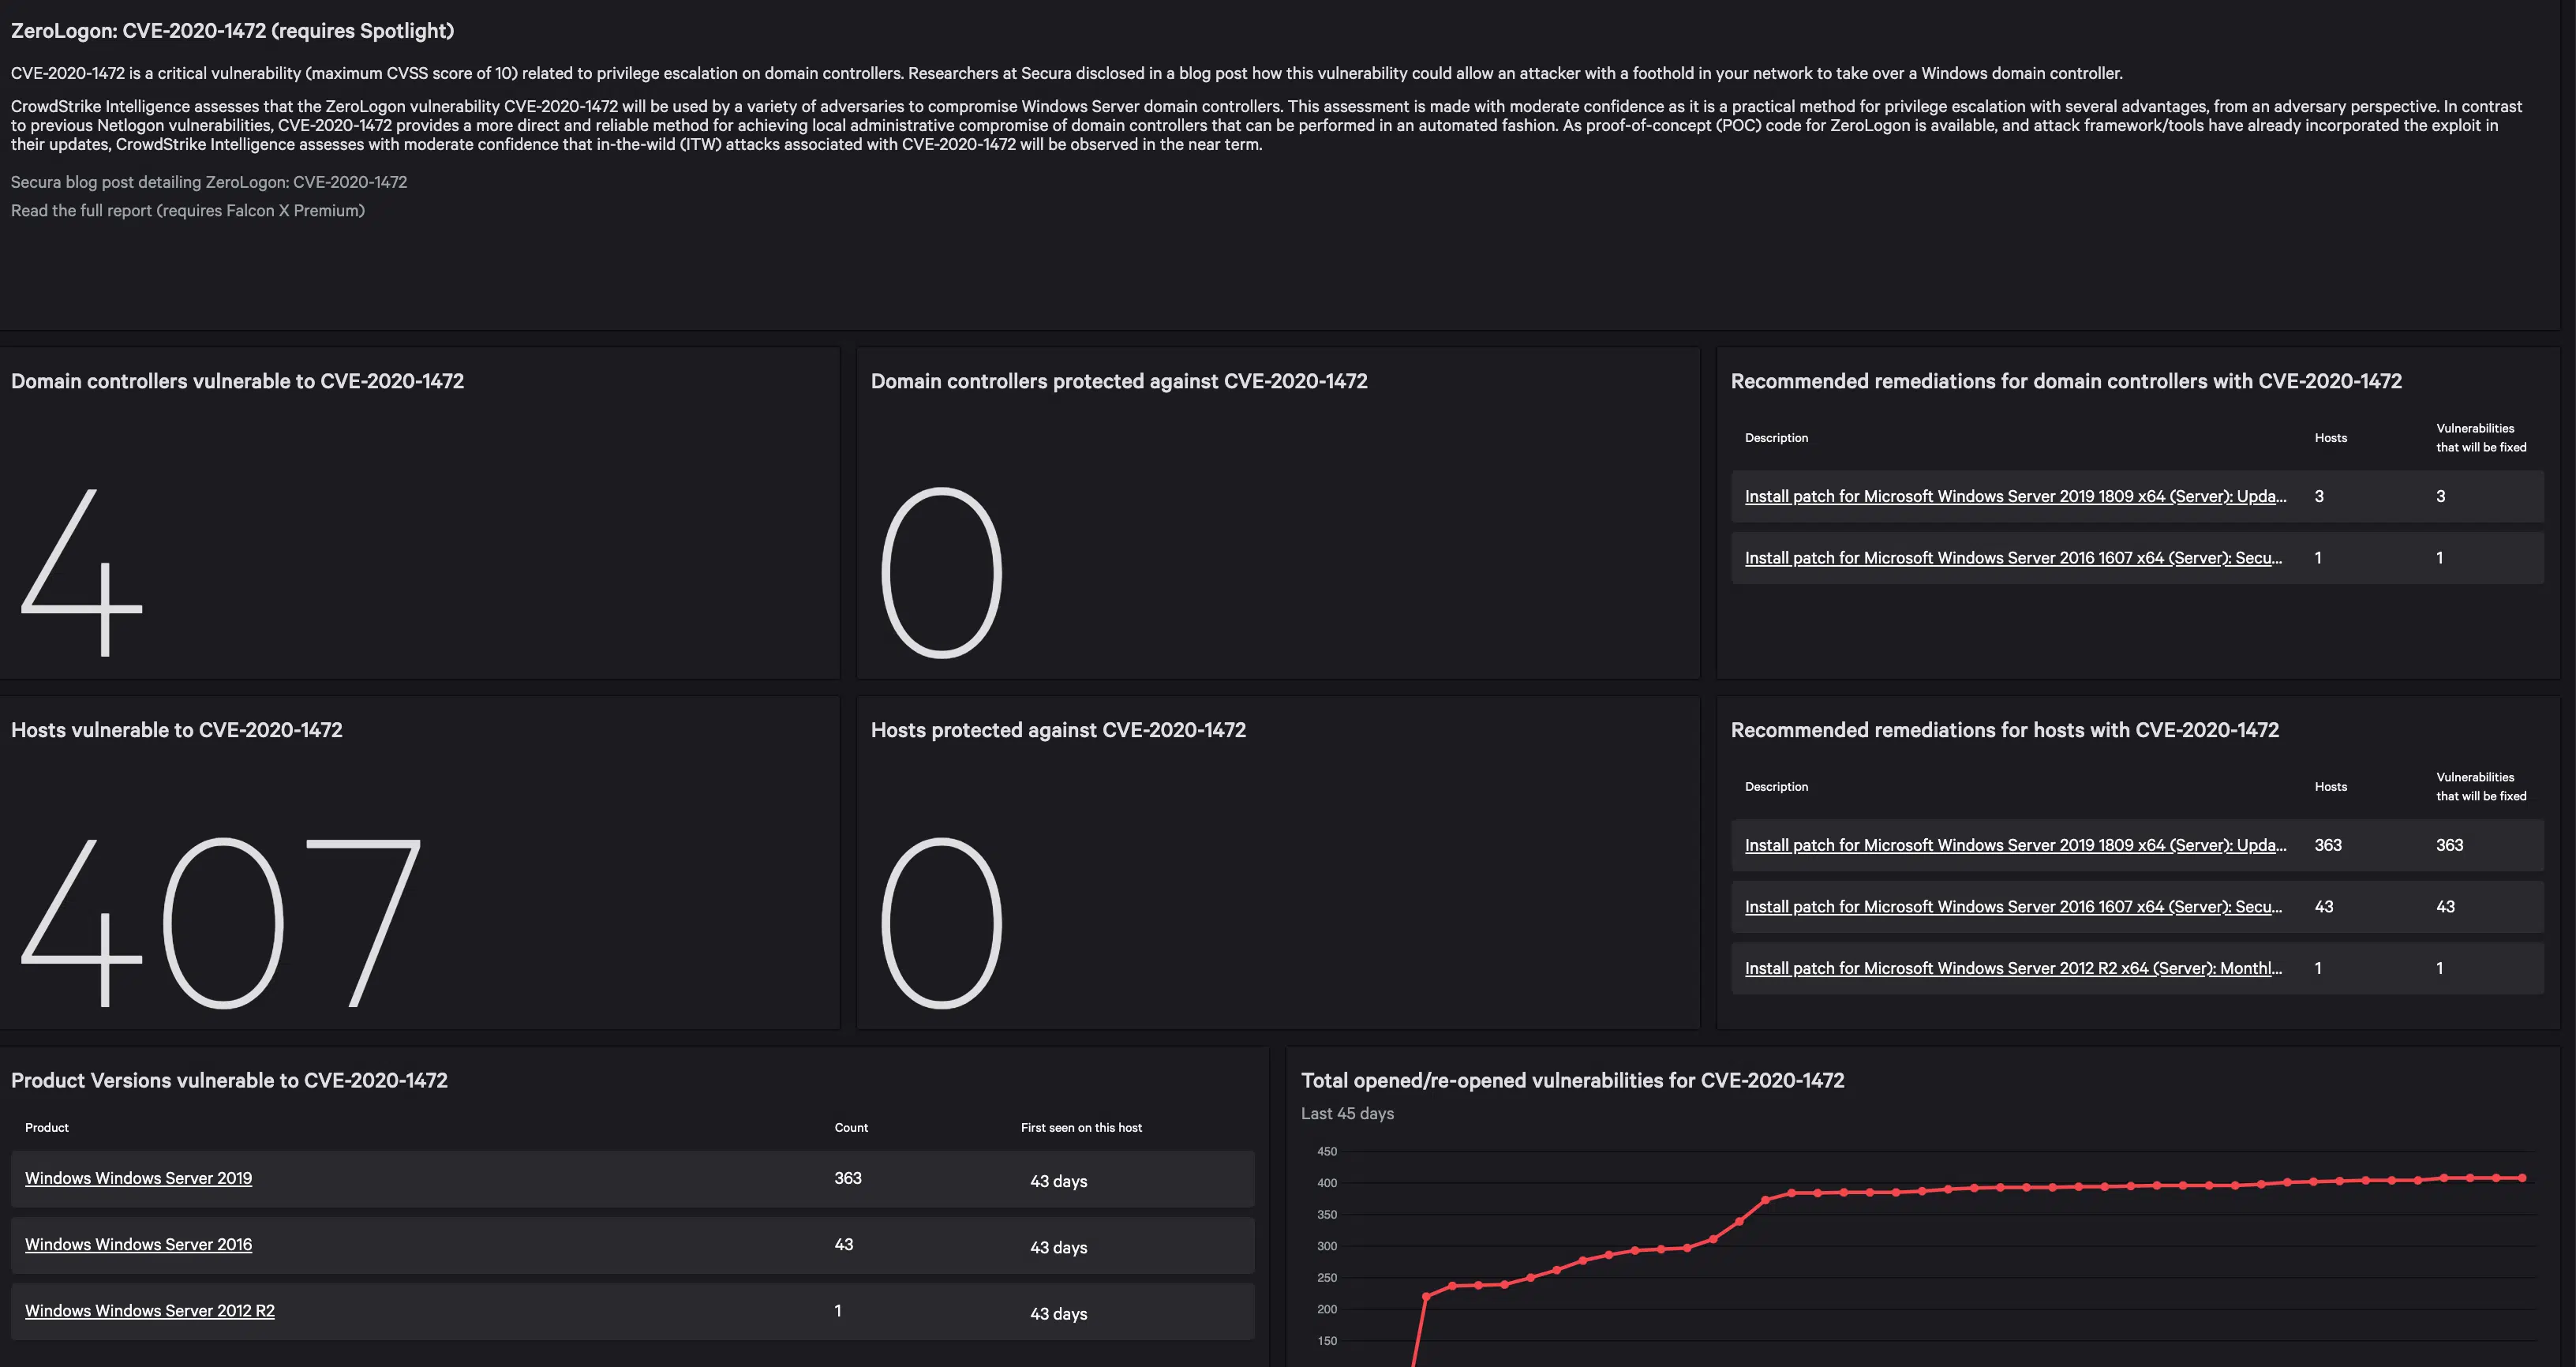 ZeroLogon: CVE-2020-1472 (requires Spotlight)
CVE-2020-1472 is a critical vulnerability (maximum CVSS score of 10) related to privilege escalation on domain controllers. Researchers at Secura disclosed in a blog post how this vulnerability could allow an attacker with a foothold in your network to take over a Windows domain controller.
CrowdStrike Intelligence assesses that the ZeroLogon vulnerability CVE-2020-1472 will be used by a variety of adversaries to compromise Windows Server domain controllers. This assessment is made with moderate confidence as it is a practical method for privilege escalation with several advantages, from an adversary perspective. In contrast
to previous Netlogon vulnerabilities, CVE-2020-1472 provides a more direct and reliable method for achieving local administrative compromise of domain controllers that can be performed in an automated fashion. As proof-of-concept (POC) code for ZeroLogon is available, and attack framework/tools have already incorporated the exploit in
their updates, CrowdStrike Intelligence assesses with moderate confidence that in-the-wild (ITW) attacks associated with CVE-2020-1472 will be observed in the near term.
Secura blog post detailing ZeroLogon: CVE-2020-1472
Read the full report (requires Falcon X Premium)
Domain controllers vulnerable to CVE-2020-1472
4
Domain controllers protected against CVE-2020-1472
0
Recommended remediations for domain controllers with CVE-2020-1472
Description Hosts Vulnerabilities
that will be fixed
Install patch for Microsoft Windows Server 2019 1809 x64 (Server): Upda... 3 3
Install patch for Microsoft Windows Server 2016 1607 x64 (Server): Secu... 1 1
Hosts vulnerable to CVE-2020-1472
407
Hosts protected against CVE-2020-1472
0
Recommended remediations for hosts with CVE-2020-1472
Description Hosts Vulnerabilities
that will be fixed
Install patch for Microsoft Windows Server 2019 1809 x64 (Server): Upda... 363 363
Install patch for Microsoft Windows Server 2016 1607 x64 (Server): Secu... 43 43
Install patch for Microsoft Windows Server 2012 R2 x64 (Server): Monthl... 1 1
Product Versions vulnerable to CVE-2020-1472
Product Count First seen on this host
Windows Windows Server 2019 363 43 days
Windows Windows Server 2016 43 43 days
Windows Windows Server 2012 R2 1 43 days
Total opened/re-opened vulnerabilities for CVE-2020-1472
Last 45 days
450
400
350
300
250
200
150